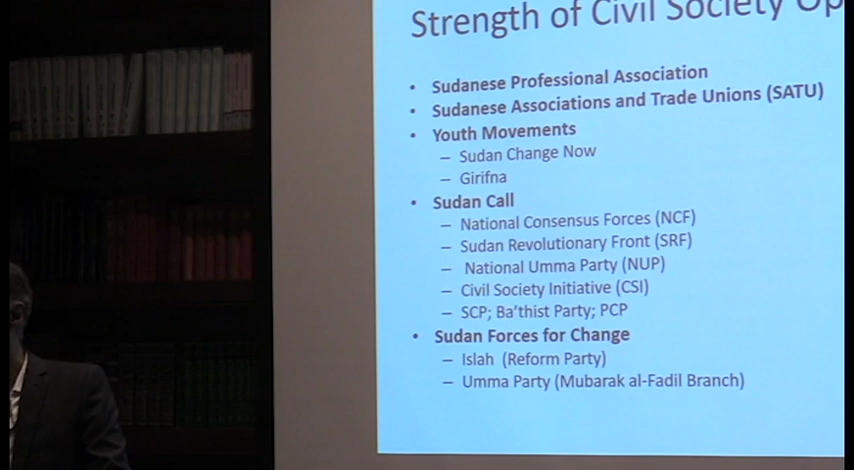 Strength of Civil Society
• Sudanese Professional Association
• Sudanese Associations and Trade Unions (SATU)
• Youth Movements
– Sudan Change Now
– Girifna
• Sudan Call
– National Consensus Forces (NCF)
– Sudan Revolutionary Front (SRF)
– National Umma Party (NUP)
– Civil Society Initiative (CSI)
– SCP; Ba'thist Party; PCP
• Sudan Forces for Change
– Islah (Reform Party)
– Umma Party (Mubarak al-Fadil Branch)